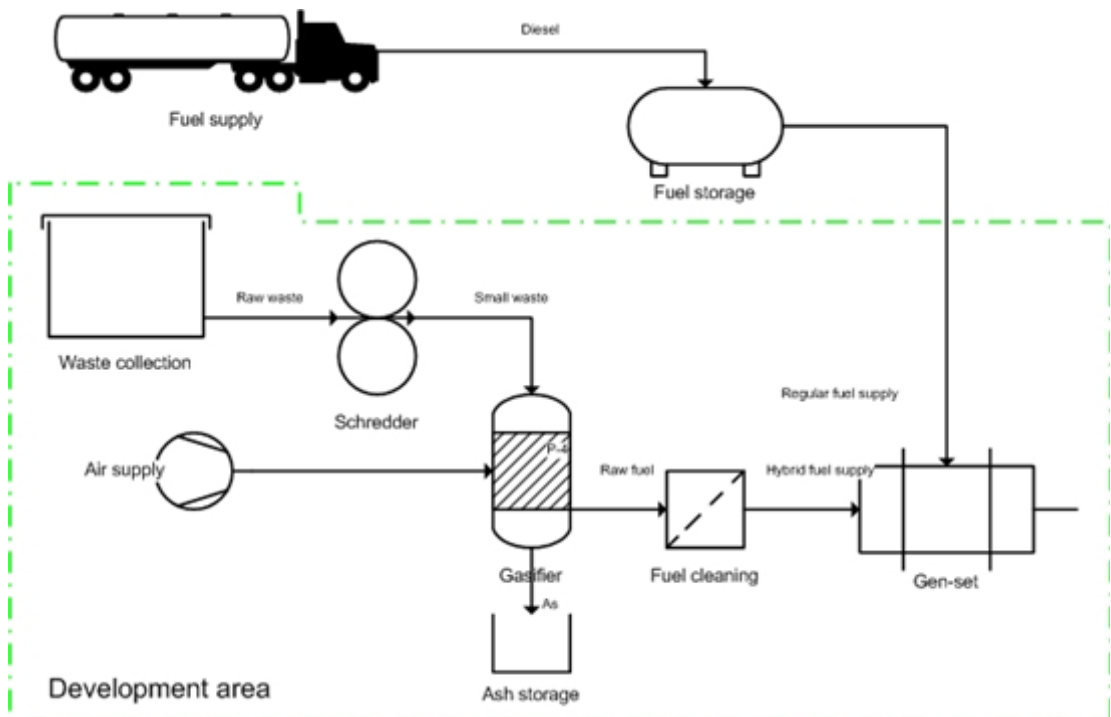 Diesel
Fuel supply
Fuel storage
Raw waste
Small waste
Waste collection
Schredder
Regular fuel supply
Air supply
Raw fuel
Hybrid fuel supply
Gasifier
Fuel cleaning
Gen-set
As
Ash storage
Development area